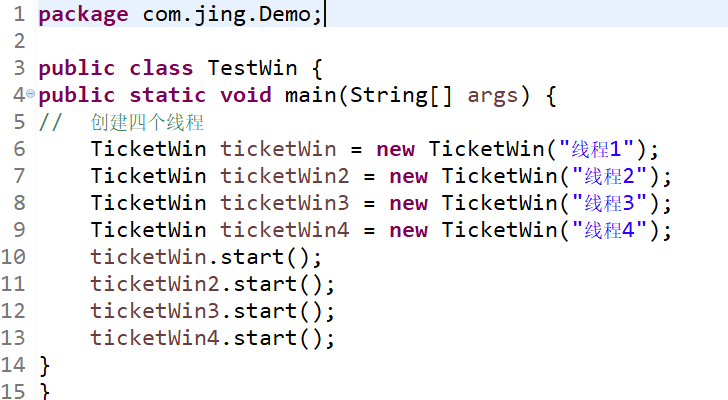 1 package com.jing.Demo;
2
3 public class TestWin {
4 public static void main(String[] args) {
5 //  创建四个线程
6     TicketWin ticketWin = new TicketWin("线程1");
7     TicketWin ticketWin2 = new TicketWin("线程2");
8     TicketWin ticketWin3 = new TicketWin("线程3");
9     TicketWin ticketWin4 = new TicketWin("线程4");
10     ticketWin.start();
11     ticketWin2.start();
12     ticketWin3.start();
13     ticketWin4.start();
14 }
15 }